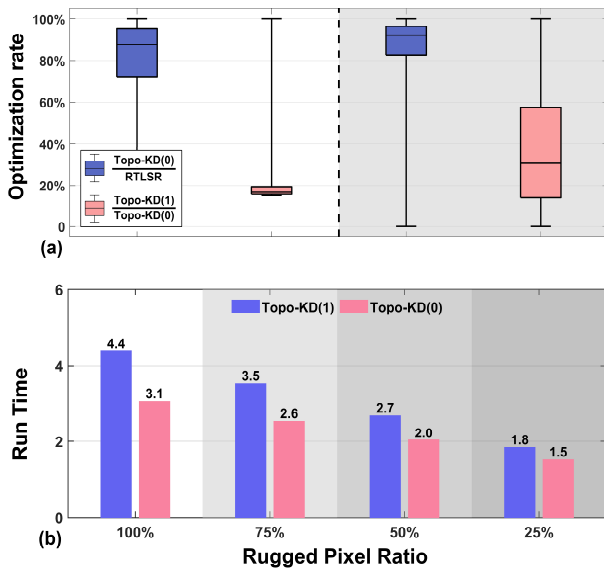 100%
80%
60%
40%
20%
0
Optimization rate
Topo-KD(0)
RTLSR
Topo-KD(1)
Topo-KD(0)
(a)
6
4
2
0
Run Time
Topo-KD(1) Topo-KD(0)
4.4
3.1
3.5
2.6
2.7
2.0
1.8
1.5
100% 75% 50% 25%
(b)
Rugged Pixel Ratio